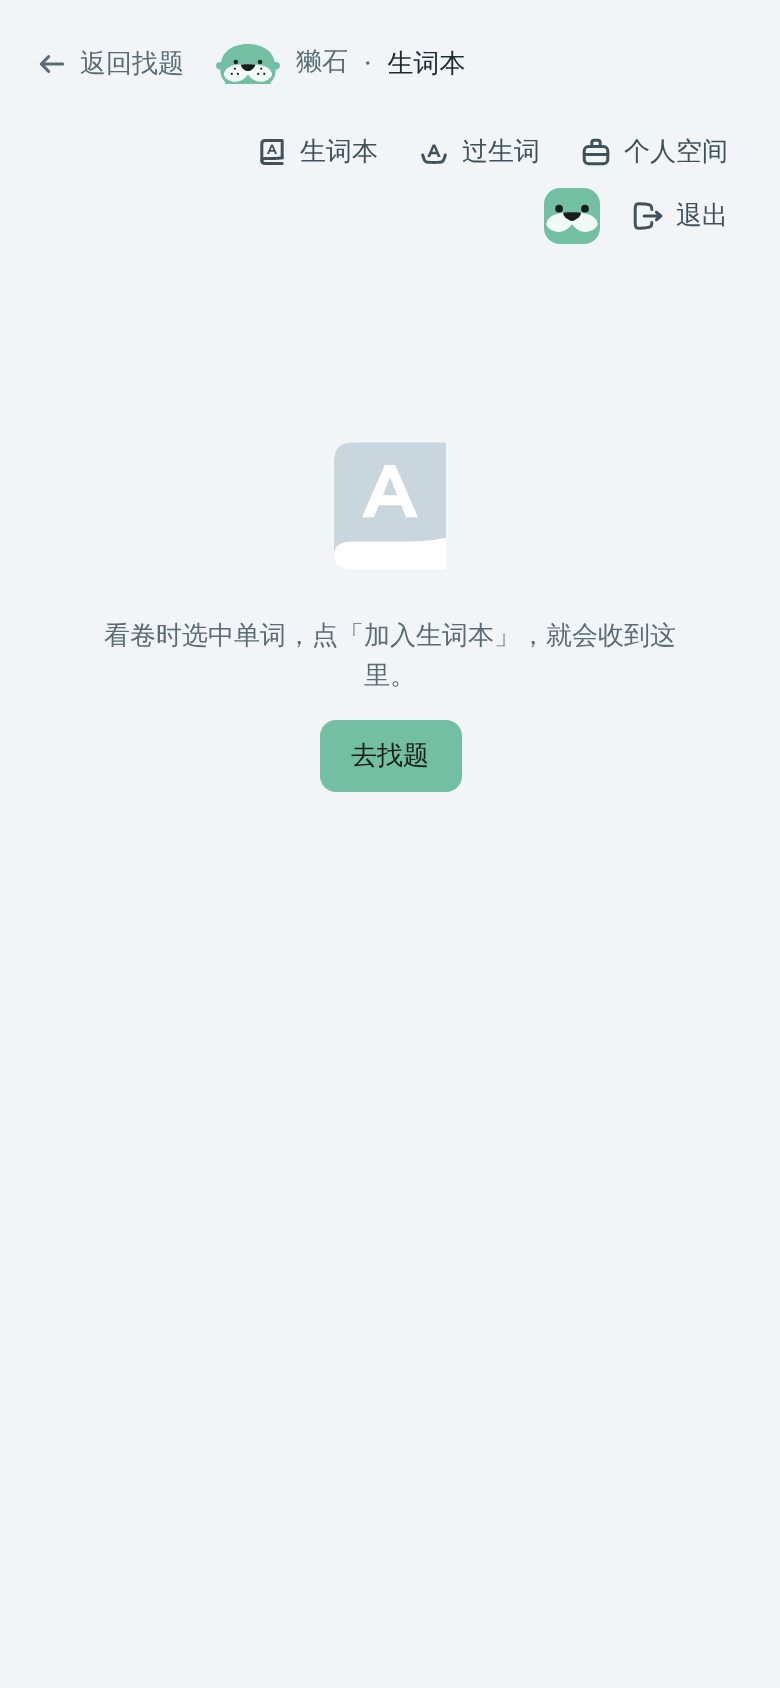 返回找题 獭石 · 生词本
生词本 过生词 个人空间
退出
A
看卷时选中单词，点「加入生词本」，就会收到这
里。
去找题